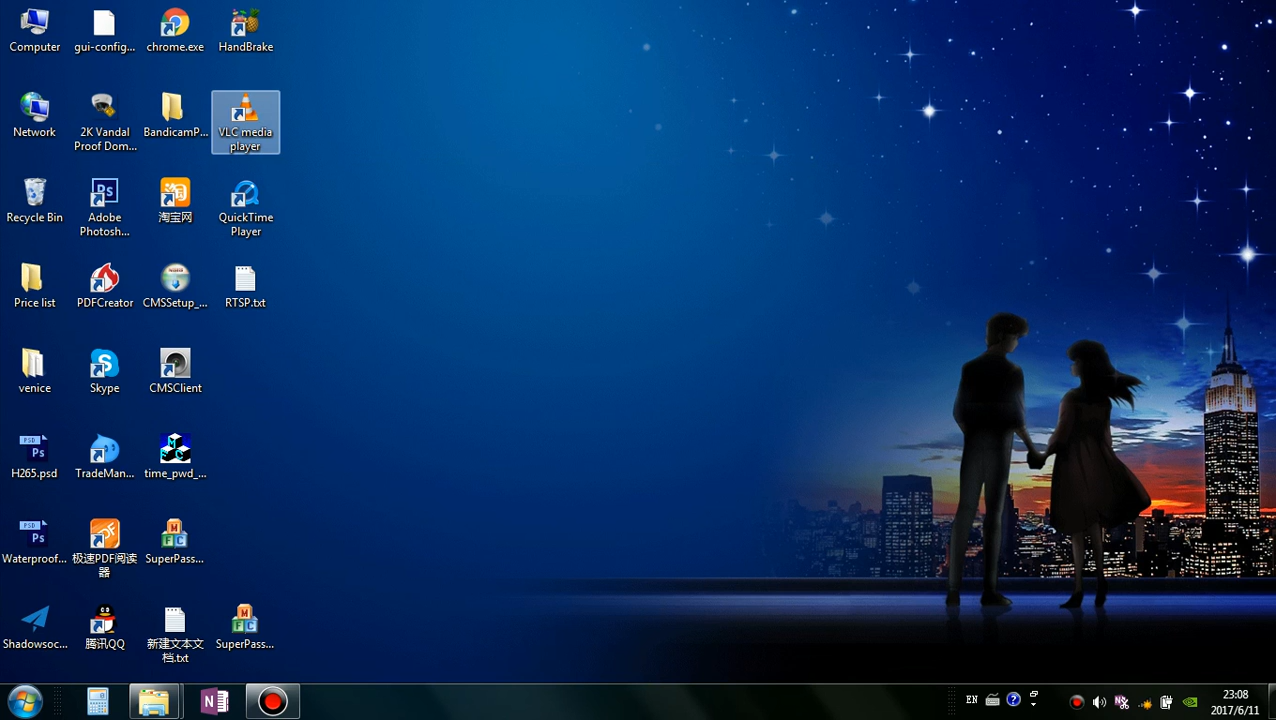 Computer
gui-config...
chrome.exe
HandBrake
Network
2K Vandal
Proof Dom...
BandicamP...
VLC media
player
Recycle Bin
Adobe
Photosh...
淘宝网
QuickTime
Player
Price list
PDFCreator
CMSSetup_...
RTSP.txt
venice
Skype
CMSClient
H265.psd
TradeMan...
time_pwd_...
Waterproof...
极速PDF阅读
器
SuperPass...
Shadowsoc...
腾讯QQ
新建文本文
档.txt
SuperPass...
EN
23:08
2017/6/11